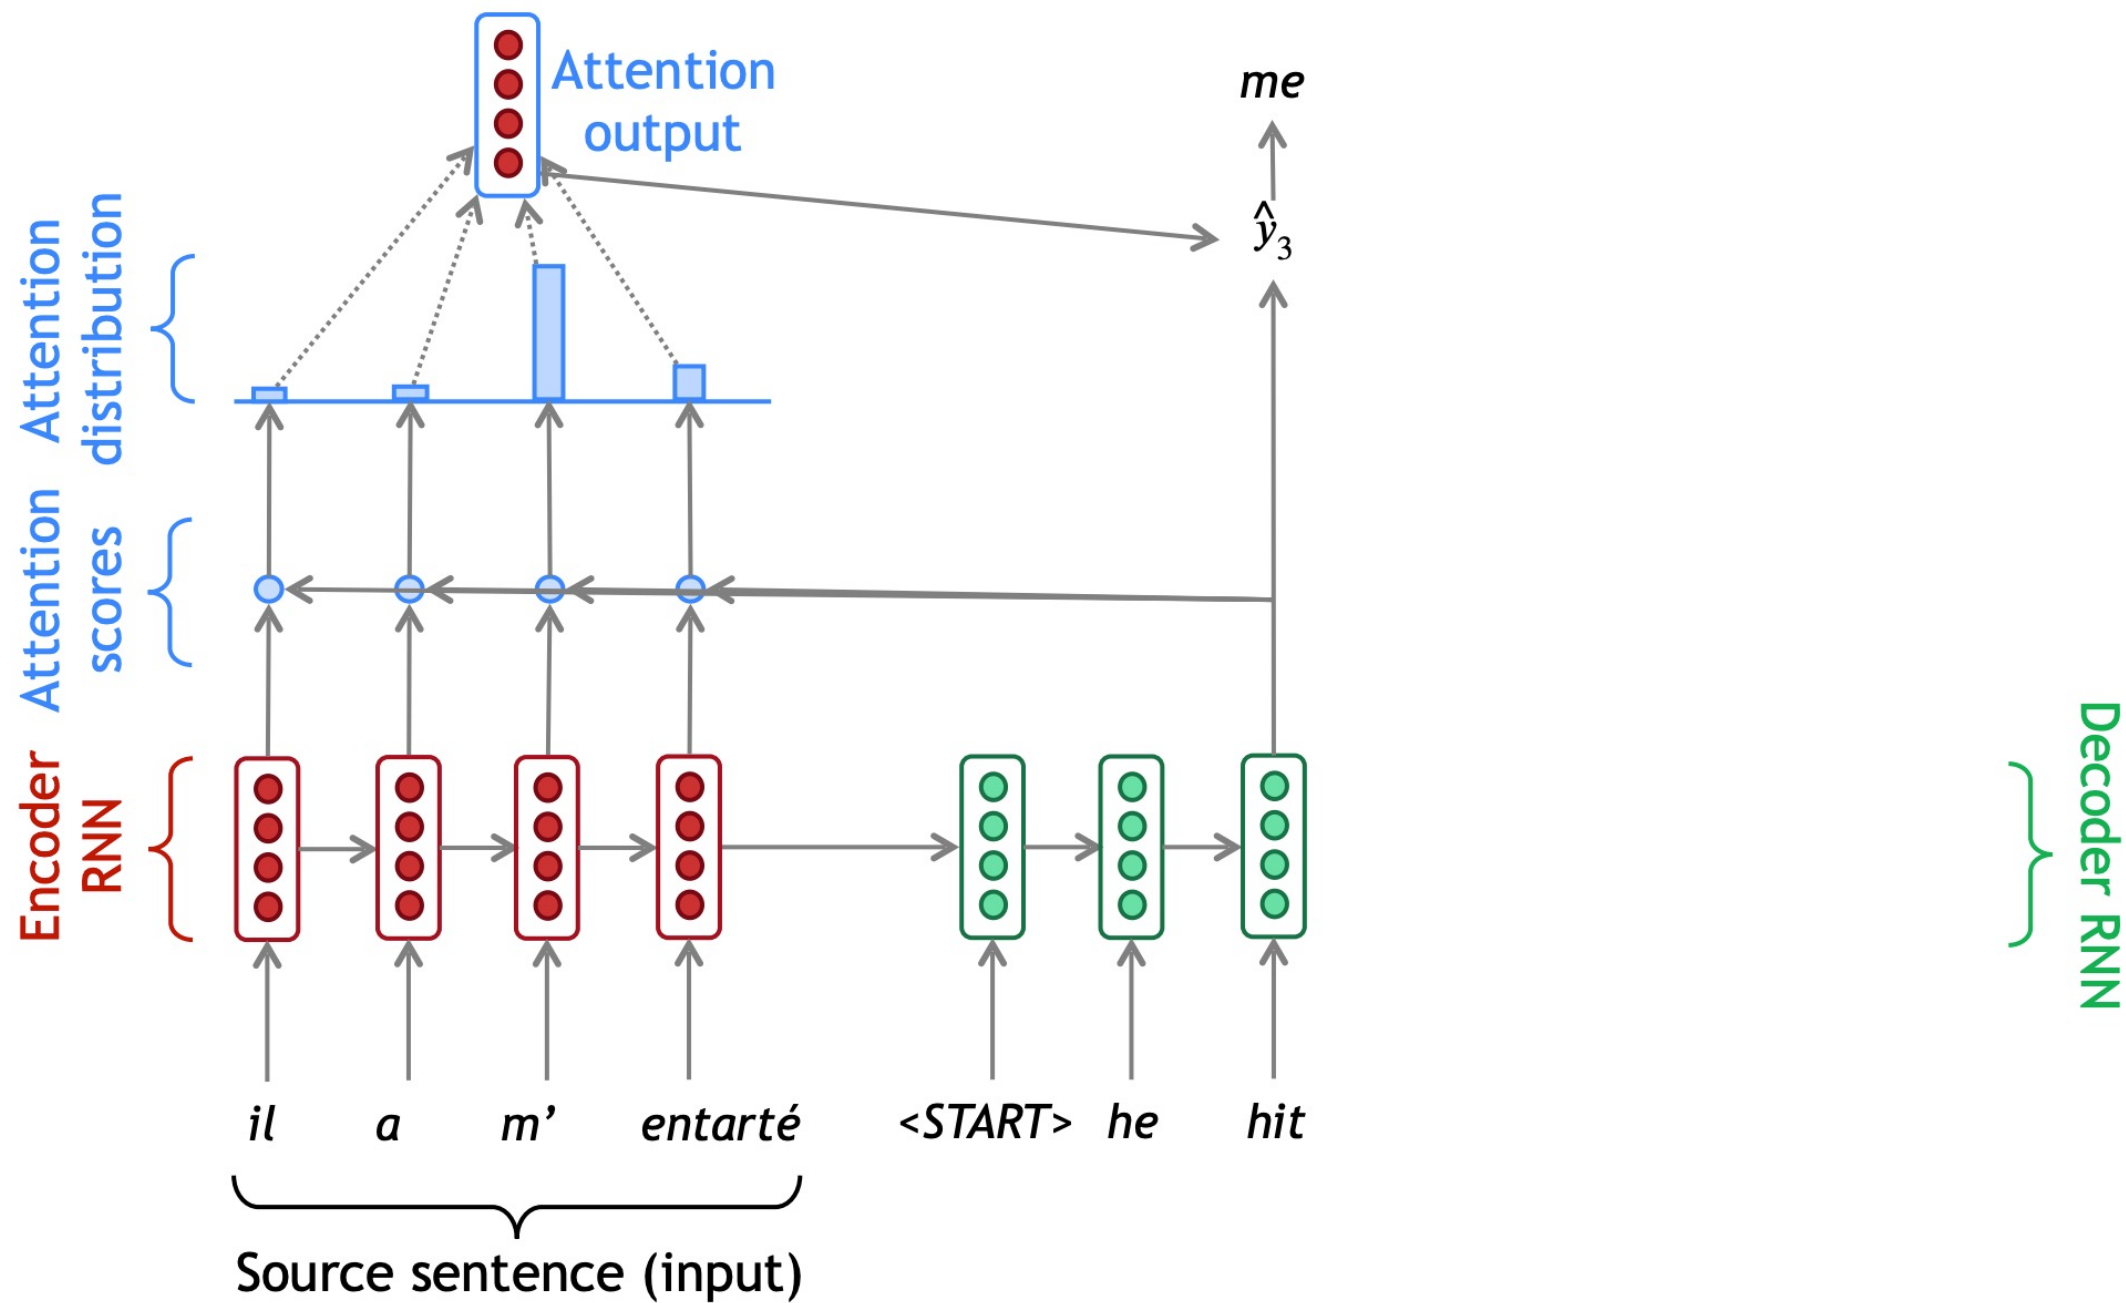 Attention
output
me
ŷ3
Attention
distribution
Attention
scores
Encoder
RNN
Decoder RNN
il a m’ entarté <START> he hit
Source sentence (input)